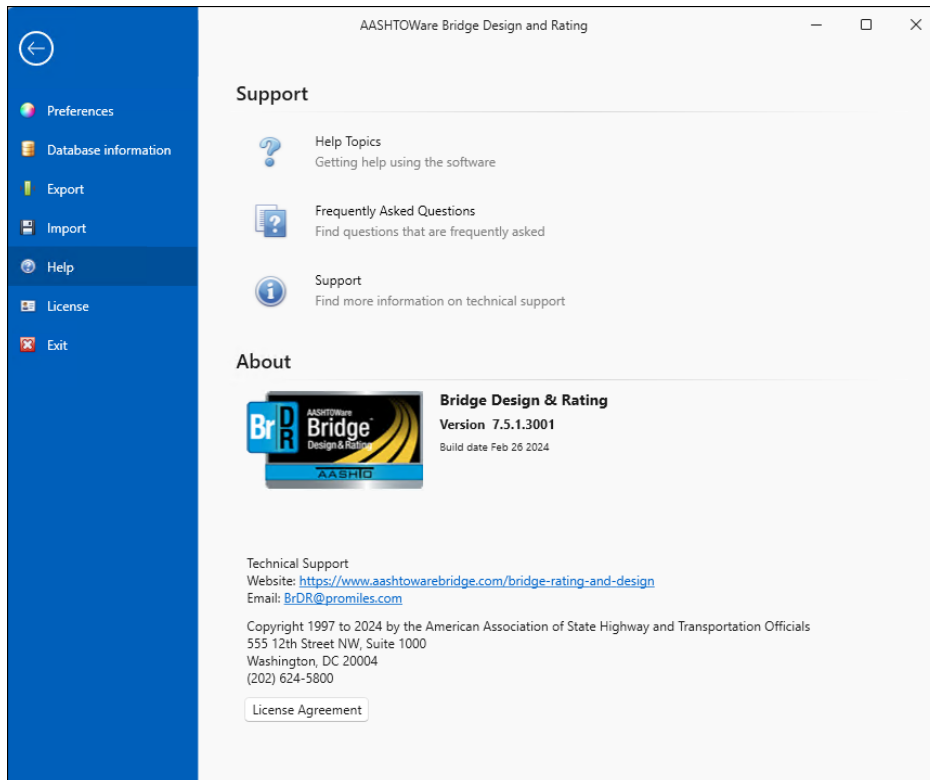 AASHTOWare Bridge Design and Rating
Preferences
Database information
Export
Import
Help
License
Exit
Support
Help Topics
Getting help using the software
Frequently Asked Questions
Find questions that are frequently asked
Support
Find more information on technical support
About
Br DR
AASHTOWare
Bridge™
Design & Rating
AASHTO
Bridge Design & Rating
Version 7.5.1.3001
Build date Feb 26 2024
Technical Support
Website: https://www.aashtowarebridge.com/bridge-rating-and-design
Email: BrDR@promiles.com
Copyright 1997 to 2024 by the American Association of State Highway and Transportation Officials
555 12th Street NW, Suite 1000
Washington, DC 20004
(202) 624-5800
License Agreement